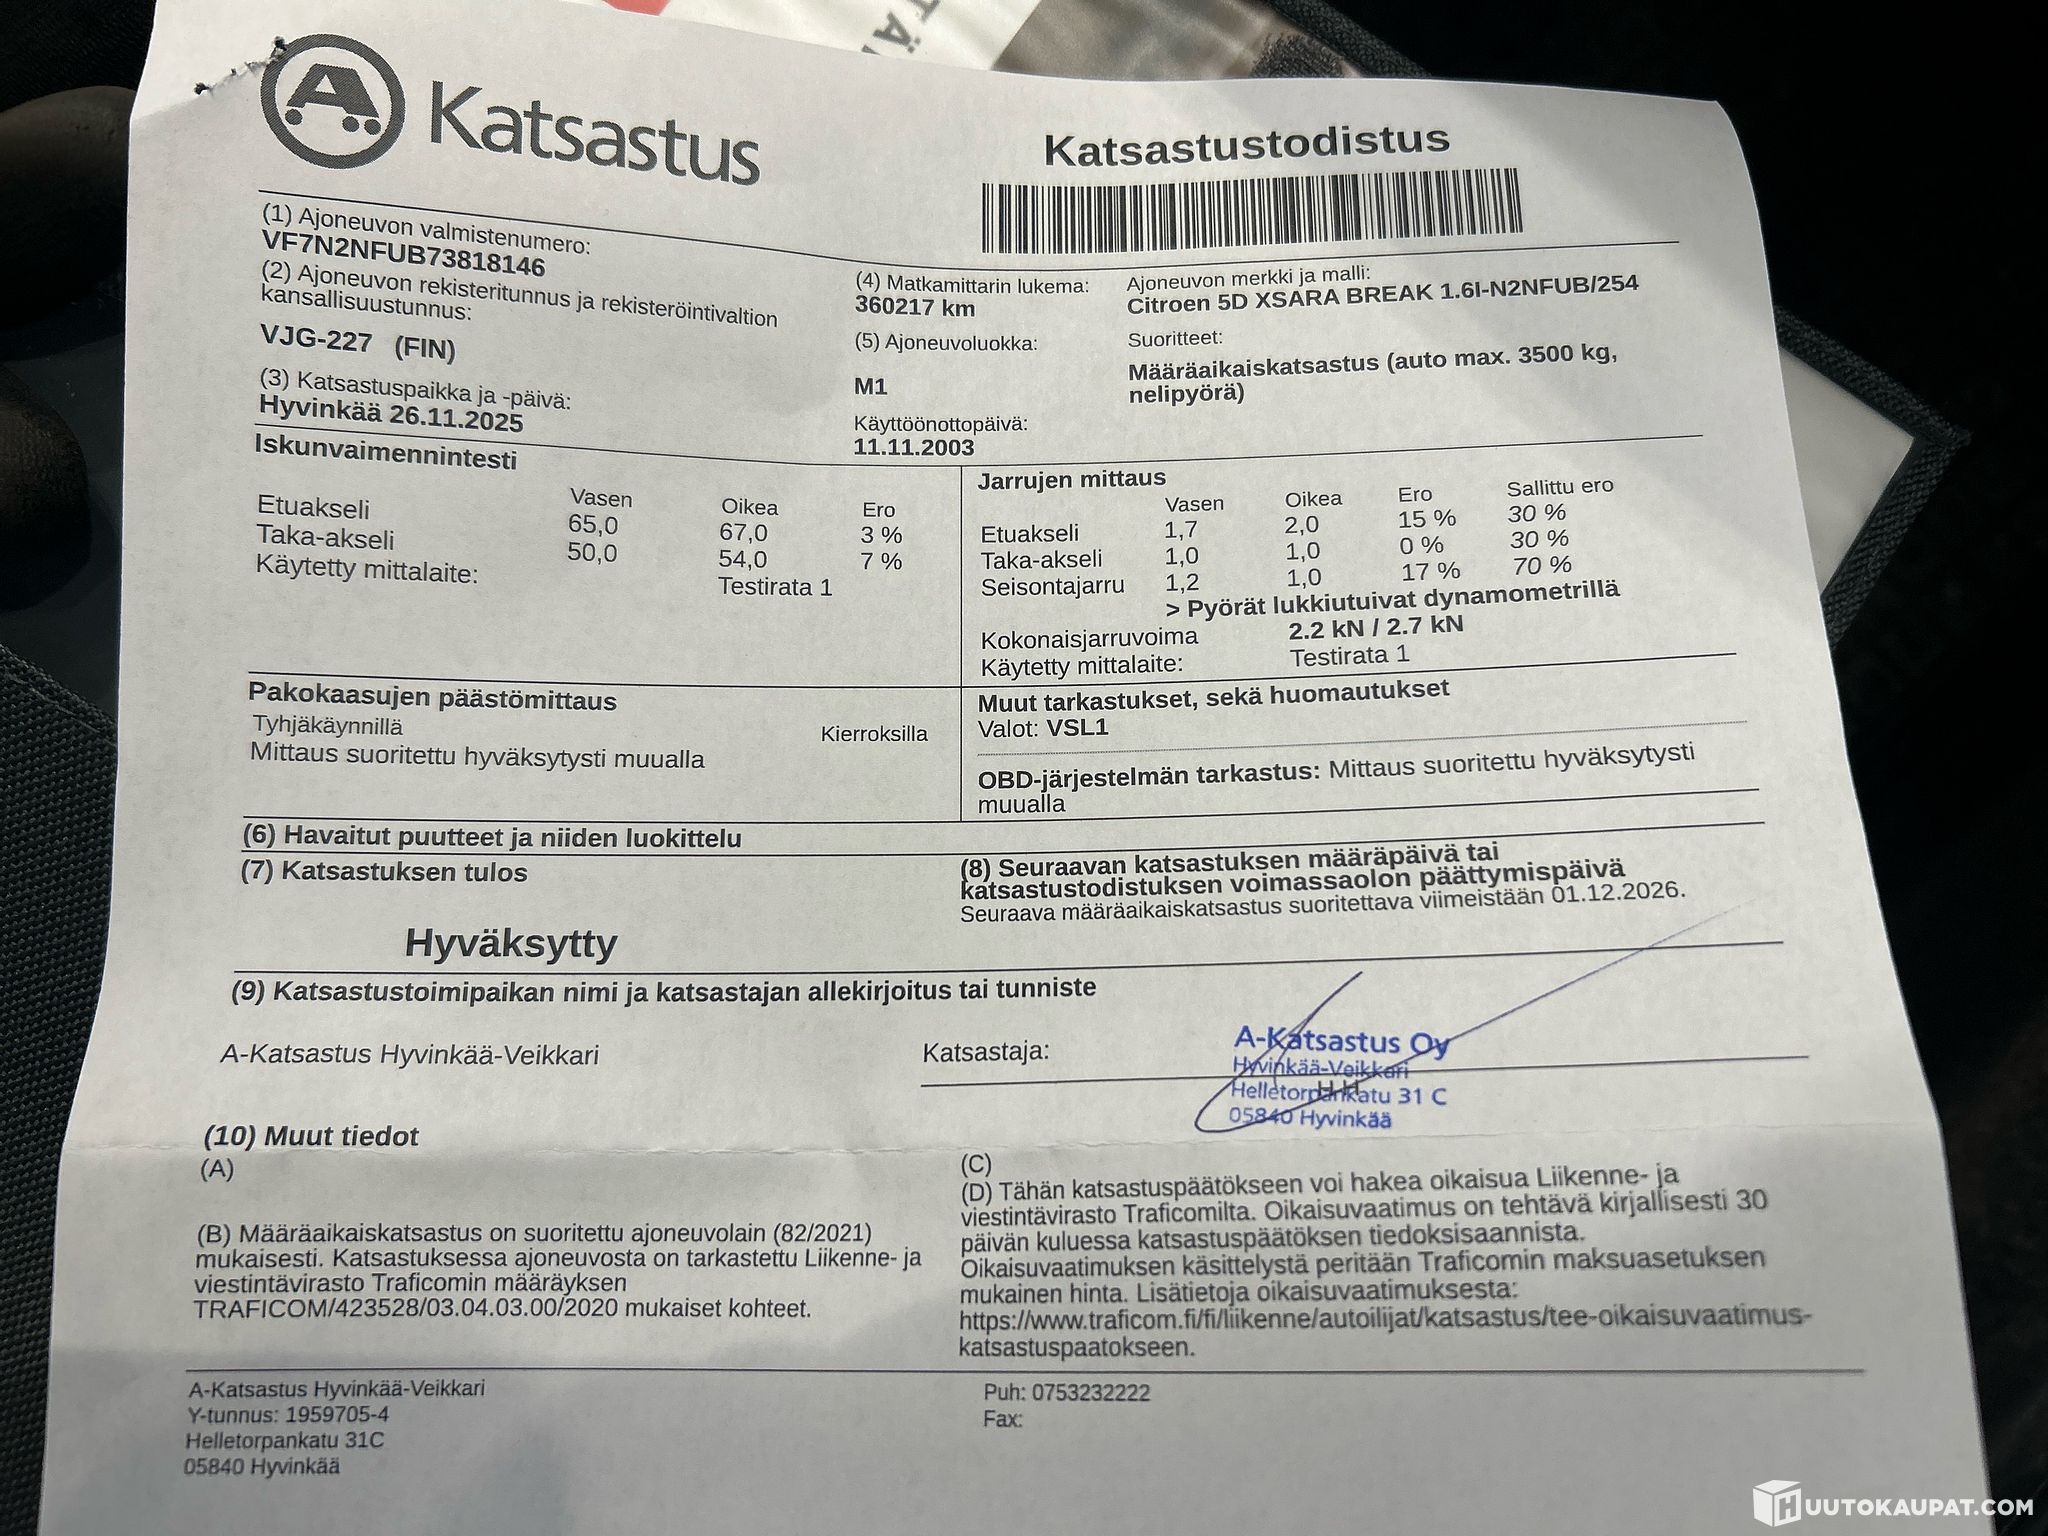 TÄ
A Katsastus
Katsastustodistus
(1) Ajoneuvon valmistenumero:
VF7N2NFUB73818146
(2) Ajoneuvon rekisteritunnus ja rekisteröintivaltion
kansallisuustunnus:
VJG-227 (FIN)
(3) Katsastuspaikka ja -päivä:
Hyvinkää 26.11.2025
(4) Matkamittarin lukema:
360217 km
(5) Ajoneuvoluokka:
M1
Käyttöönottopäivä:
11.11.2003
Ajoneuvon merkki ja malli:
Citroen 5D XSARA BREAK 1.6I-N2NFUB/254
Suoritteet:
Määräaikaiskatsastus (auto max. 3500 kg,
nelipyörä)
Iskunvaimennintesti
Vasen Oikea Ero
Etuakseli 65,0 67,0 3 %
Taka-akseli 50,0 54,0 7 %
Käytetty mittalaite: Testirata 1
Jarrujen mittaus
Vasen Oikea Ero Sallittu ero
Etuakseli 1,7 2,0 15 % 30 %
Taka-akseli 1,0 1,0 0 % 30 %
Seisontajarru 1,2 1,0 17 % 70 %
> Pyörät lukkiutuivat dynamometrillä
Kokonaisjarruvoima 2.2 kN / 2.7 kN
Käytetty mittalaite: Testirata 1
Pakokaasujen päästömittaus
Tyhjäkäynnillä Kierroksilla
Mittaus suoritettu hyväksytysti muualla
Muut tarkastukset, sekä huomautukset
Valot: VSL1
OBD-järjestelmän tarkastus: Mittaus suoritettu hyväksytysti
muualla
(6) Havaitut puutteet ja niiden luokittelu
(7) Katsastuksen tulos
Hyväksytty
(8) Seuraavan katsastuksen määräpäivä tai
katsastustodistuksen voimassaolon päättymispäivä
Seuraava määräaikaiskatsastus suoritettava viimeistään 01.12.2026.
(9) Katsastustoimipaikan nimi ja katsastajan allekirjoitus tai tunniste
A-Katsastus Hyvinkää-Veikkari
Katsastaja:
A-Katsastus Oy
Hyvinkää-Veikkari
H H
Helletorpankatu 31 C
05840 Hyvinkää
(10) Muut tiedot
(A)
(B) Määräaikaiskatsastus on suoritettu ajoneuvolain (82/2021)
mukaisesti. Katsastuksessa ajoneuvosta on tarkastettu Liikenne- ja
viestintävirasto Traficomin määräyksen
TRAFICOM/423528/03.04.03.00/2020 mukaiset kohteet.
(C)
(D) Tähän katsastuspäätökseen voi hakea oikaisua Liikenne- ja
viestintävirasto Traficomilta. Oikaisuvaatimus on tehtävä kirjallisesti 30
päivän kuluessa katsastuspäätöksen tiedoksisaannista.
Oikaisuvaatimuksen käsittelystä peritään Traficomin maksuasetuksen
mukainen hinta. Lisätietoja oikaisuvaatimuksesta:
https://www.traficom.fi/fi/liikenne/autoilijat/katsastus/tee-oikaisuvaatimus-
katsastuspaatokseen.
A-Katsastus Hyvinkää-Veikkari
Y-tunnus: 1959705-4
Helletorpankatu 31C
05840 Hyvinkää
Puh: 0753232222
Fax:
HUUTOKAUPAT.COM